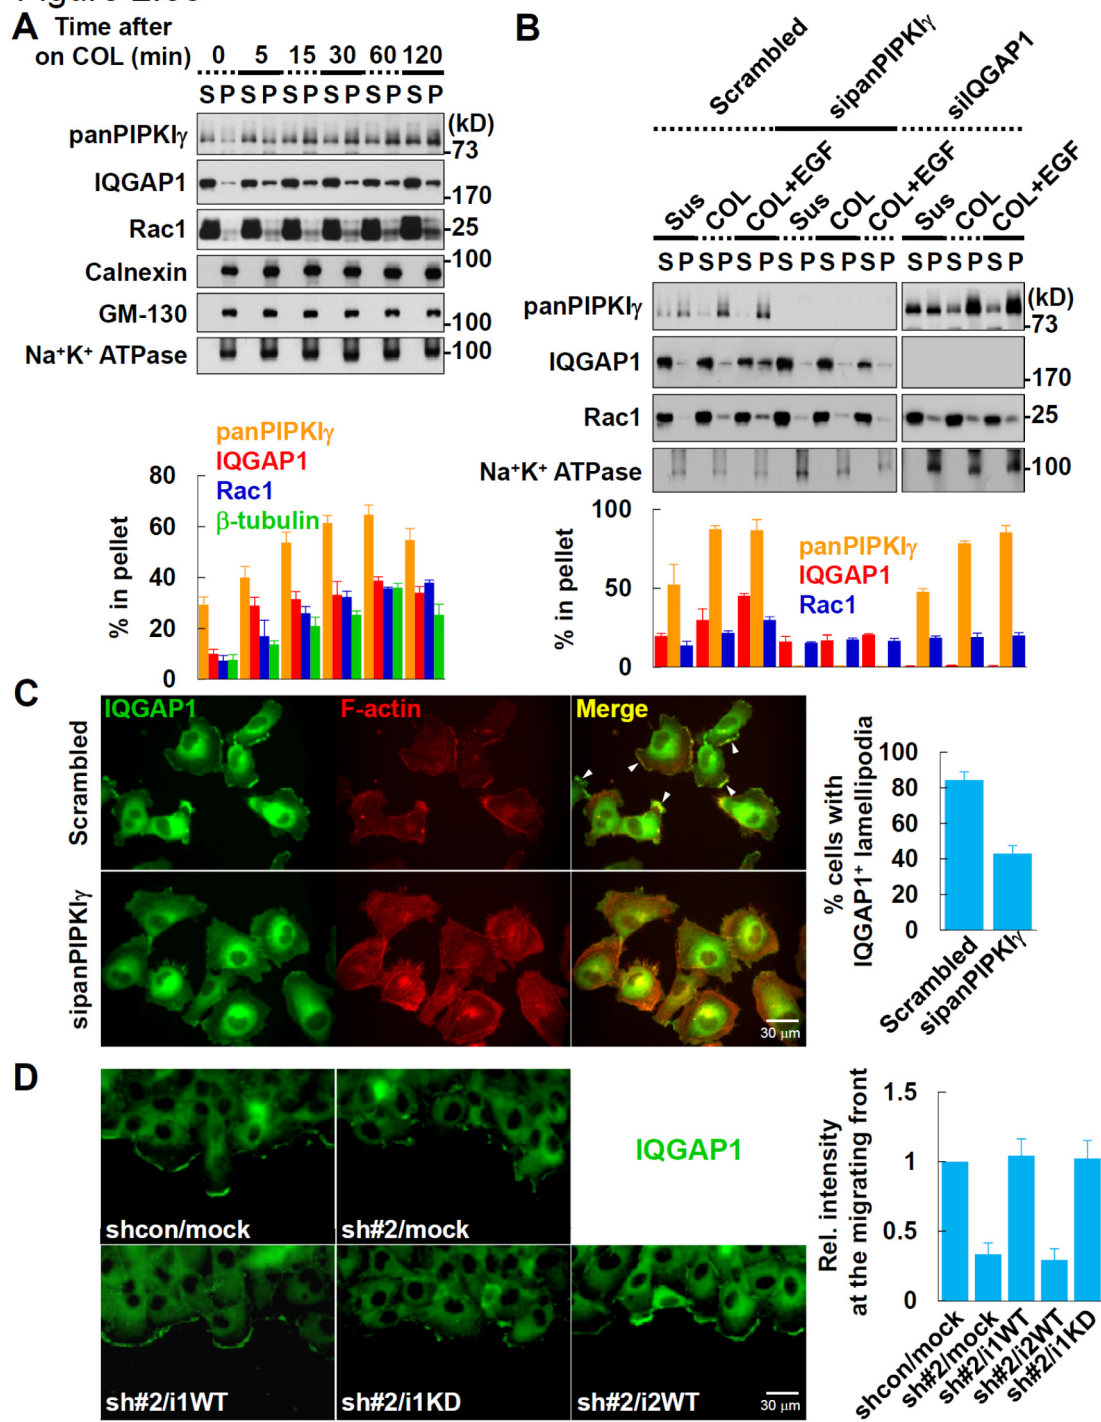 A
Time after
on COL (min) 0 5 15 30 60 120
S P S P S P S P S P S P
(kD)
panPIPKIγ
-73
IQGAP1
-170
Rac1
-25
Calnexin
-100
GM-130
-100
Na⁺K⁺ ATPase
-100
panPIPKIγ
IQGAP1
Rac1
β-tubulin
% in pellet
80
60
40
20
0
B
Scrambled
sipanPIPKIγ
siIQGAP1
Sus COL COL+EGF Sus COL COL+EGF Sus COL COL+EGF
S P S P S P S P S P S P S P S P S P
panPIPKIγ
(kD)
-73
IQGAP1
-170
Rac1
-25
Na⁺K⁺ ATPase
-100
panPIPKIγ
IQGAP1
Rac1
% in pellet
100
50
0
C
IQGAP1 F-actin Merge
Scrambled
sipanPIPKIγ
30 μm
% cells with
IQGAP1⁺ lamellipodia
100
80
60
40
20
0
Scrambled
sipanPIPKIγ
D
IQGAP1
shcon/mock
sh#2/mock
sh#2/i1WT
sh#2/i1KD
sh#2/i2WT
30 μm
Rel. intensity
at the migrating front
1.5
1
0.5
0
shcon/mock
sh#2/mock
sh#2/i1WT
sh#2/i2WT
sh#2/i1KD